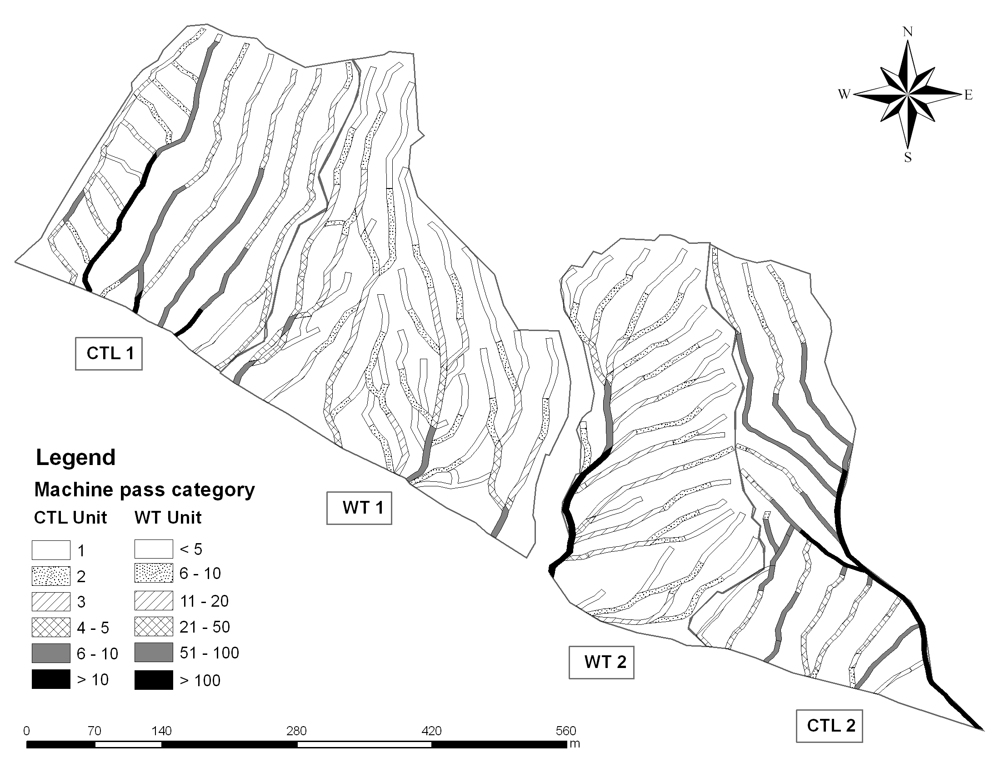 N
W E
S
CTL 1
WT 1
WT 2
CTL 2
Legend
Machine pass category
CTL Unit WT Unit
1 < 5
2 6 - 10
3 11 - 20
4 - 5 21 - 50
6 - 10 51 - 100
> 10 > 100
0 70 140 280 420 560
m